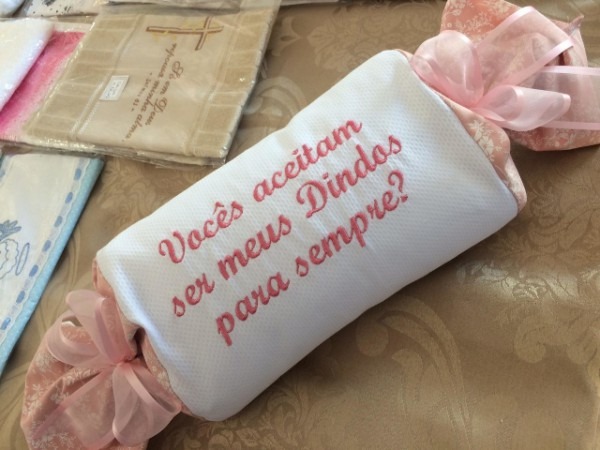 Vocês aceitam
ser meus Dindos
para sempre?